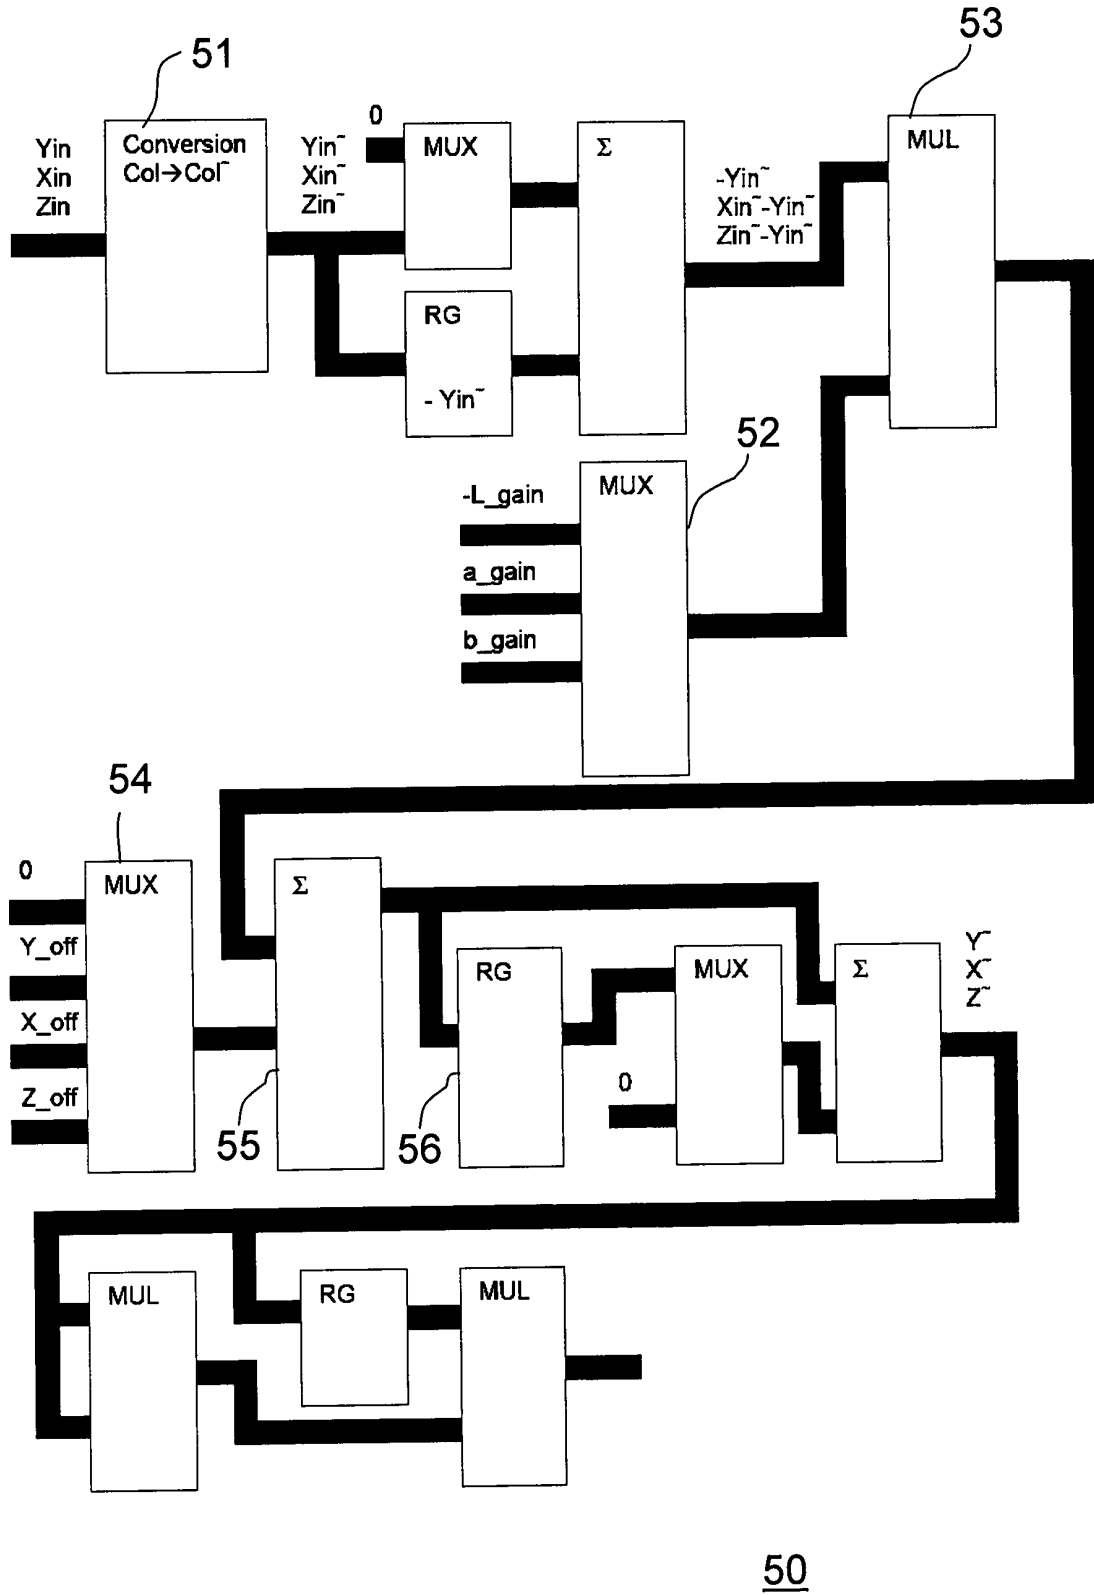 51
53
Yin
Xin
Zin
Conversion
Col→Col~
Yin~
Xin~
Zin~
0
MUX
Σ
-Yin~
Xin~-Yin~
Zin~-Yin~
MUL
RG
- Yin~
52
-L_gain
a_gain
b_gain
MUX
54
0
Y_off
X_off
Z_off
MUX
Σ
55
RG
56
0
MUX
Σ
Y~
X~
Z~
MUL
RG
MUL
50